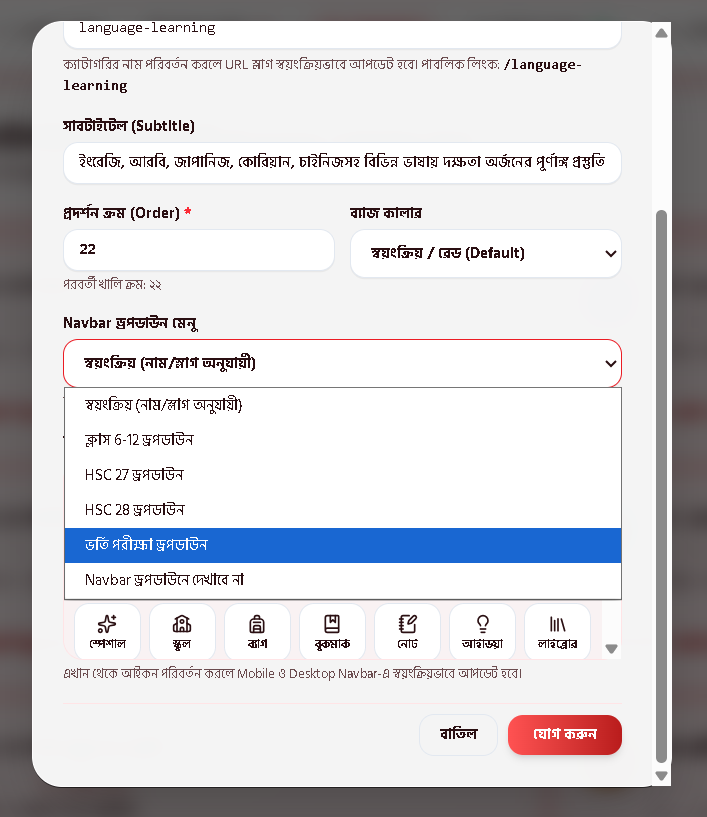 language-learning
ক্যাটাগরির নাম পরিবর্তন করলে URL স্লাগ স্বয়ংক্রিয়ভাবে আপডেট হবে। পাবলিক লিংক: /language-
learning
সাবটাইটেল (Subtitle)
ইংরেজি, আরবি, জাপানিজ, কোরিয়ান, চাইনিজসহ বিভিন্ন ভাষায় দক্ষতা অর্জনের পূর্ণাঙ্গ প্রস্তুতি
প্রদর্শন ক্রম (Order) *
ব্যাজ কালার
22
স্বয়ংক্রিয় / রেড (Default)
পরবর্তী খালি ক্রম: ২২
Navbar ড্রপডাউন মেনু
স্বয়ংক্রিয় (নাম/স্লাগ অনুযায়ী)
স্বয়ংক্রিয় (নাম/স্লাগ অনুযায়ী)
ক্লাস 6-12 ড্রপডাউন
HSC 27 ড্রপডাউন
HSC 28 ড্রপডাউন
ভর্তি পরীক্ষা ড্রপডাউন
Navbar ড্রপডাউনে দেখাবে না
স্পেশাল স্কুল ব্যাগ বুকমার্ক নোট আইডিয়া লাইব্রেরি
এখান থেকে আইকন পরিবর্তন করলে Mobile ও Desktop Navbar-এ স্বয়ংক্রিয়ভাবে আপডেট হবে।
বাতিল
যোগ করুন